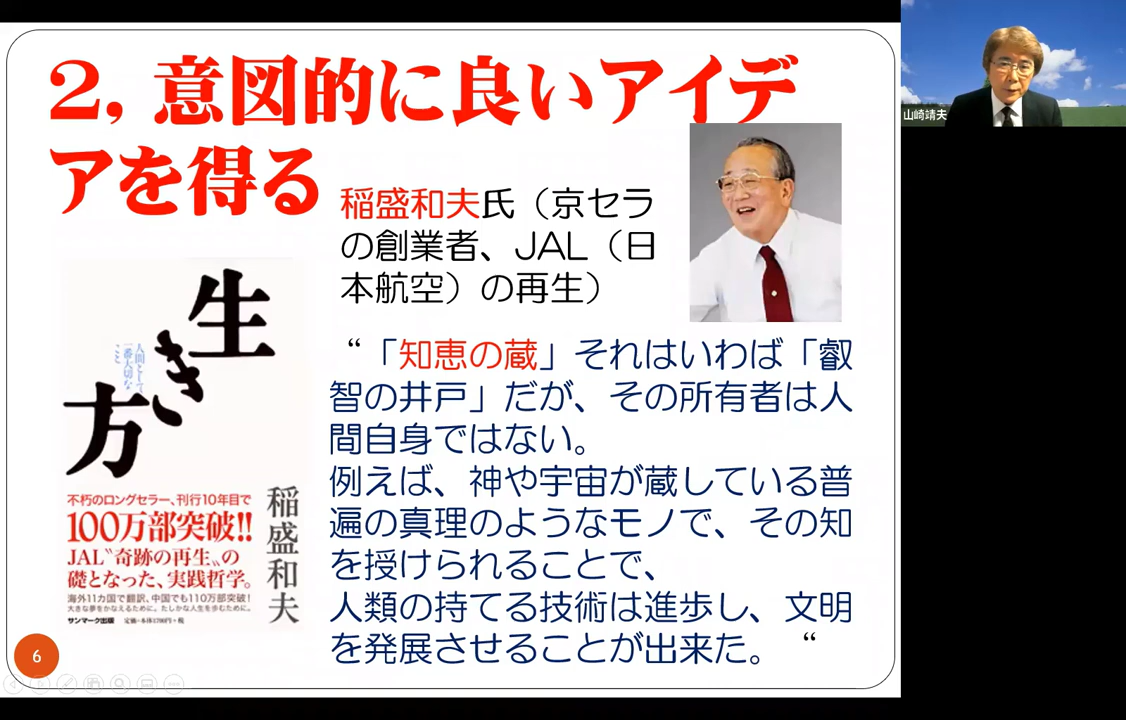 2, 意図的に良いアイデ
アを得る
山崎靖夫
稲盛和夫氏（京セラ
の創業者、JAL（日
本航空）の再生）
“「知恵の蔵」それはいわば「叡
智の井戸」だが、その所有者は人
間自身ではない。
例えば、神や宇宙が蔵している普
遍の真理のようなモノで、その知
を授けられることで、
人類の持てる技術は進歩し、文明
を発展させることが出来た。“
生き方
人間として
一番大切な
こと
稲盛和夫
不朽のロングセラー、刊行10年目で
100万部突破!!
JAL〝奇跡の再生〟の
礎となった、実践哲学。
海外11カ国で翻訳、中国でも110万部突破
大きな夢をかなえるために。たしかな人生を歩むために。
サンマーク出版 定価=本体1700円+税
6